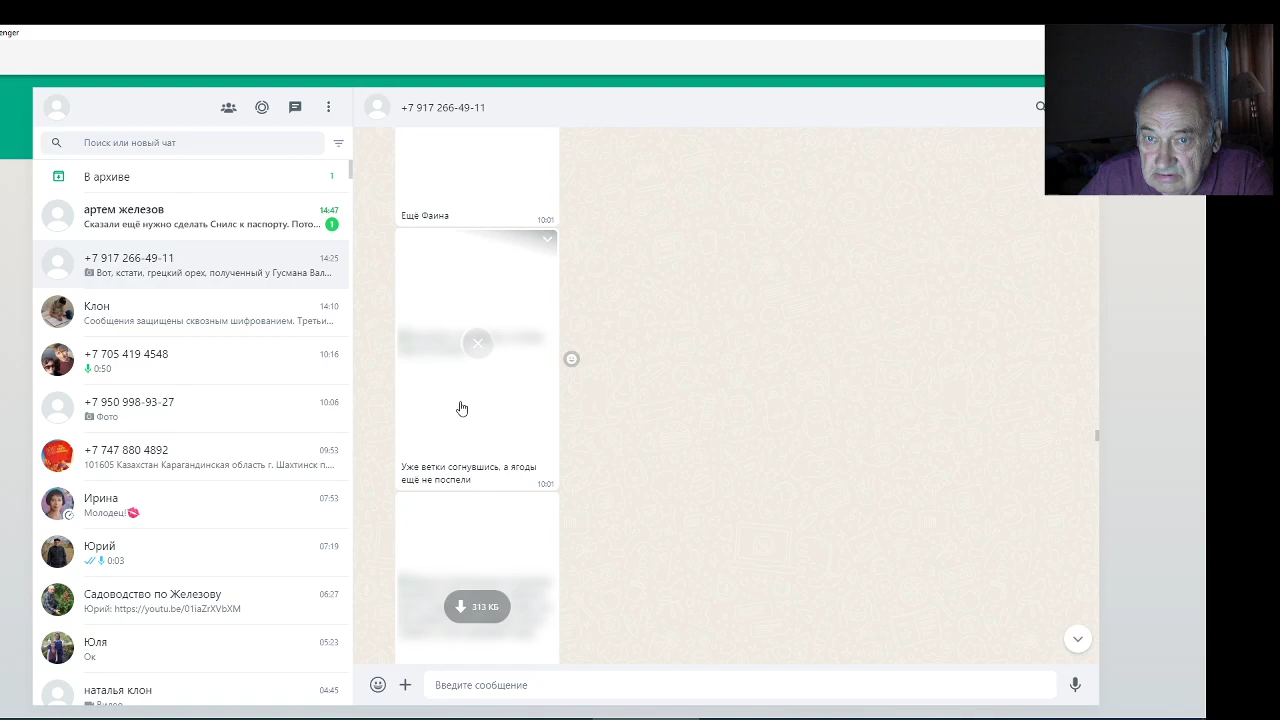 enger
+7 917 266-49-11
Поиск или новый чат
В архиве
1
артем железов
14:47
Сказали ещё нужно сделать Снилс к паспорту. Пото...
1
+7 917 266-49-11
14:25
Вот, кстати, грецкий орех, полученный у Гусмана Вал...
Клон
14:10
Сообщения защищены сквозным шифрованием. Трети...
+7 705 419 4548
10:16
0:50
+7 950 998-93-27
10:06
Фото
+7 747 880 4892
09:53
101605 Казахстан Карагандинская область г. Шахтинск п....
Ирина
07:53
Молодец!💋
Юрий
07:19
0:03
Садоводство по Железову
06:27
Юрий: https://youtu.be/01iaZrXVbXM
Юля
05:23
Ок
наталья клон
04:45
Видео
Ещё Фаина
10:01
Уже ветки согнувшись, а ягоды
ещё не поспели
10:01
313 КБ
Введите сообщение